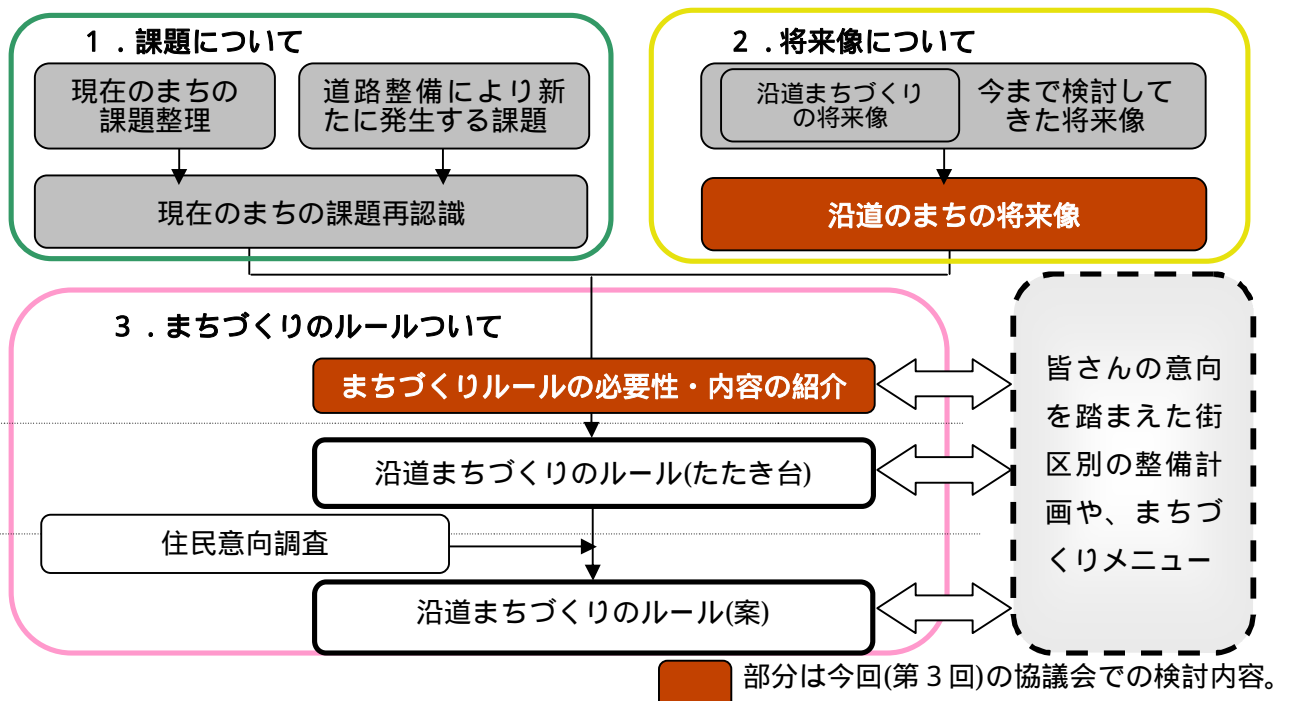 1．課題について
現在のまちの
課題整理
道路整備により新
たに発生する課題
現在のまちの課題再認識
2．将来像について
沿道まちづくり
の将来像
今まで検討して
きた将来像
沿道のまちの将来像
3．まちづくりのルールついて
まちづくりルールの必要性・内容の紹介
沿道まちづくりのルール(たたき台)
住民意向調査
沿道まちづくりのルール(案)
皆さんの意向
を踏まえた街
区別の整備計
画や、まちづ
くりメニュー
部分は今回(第3回)の協議会での検討内容。